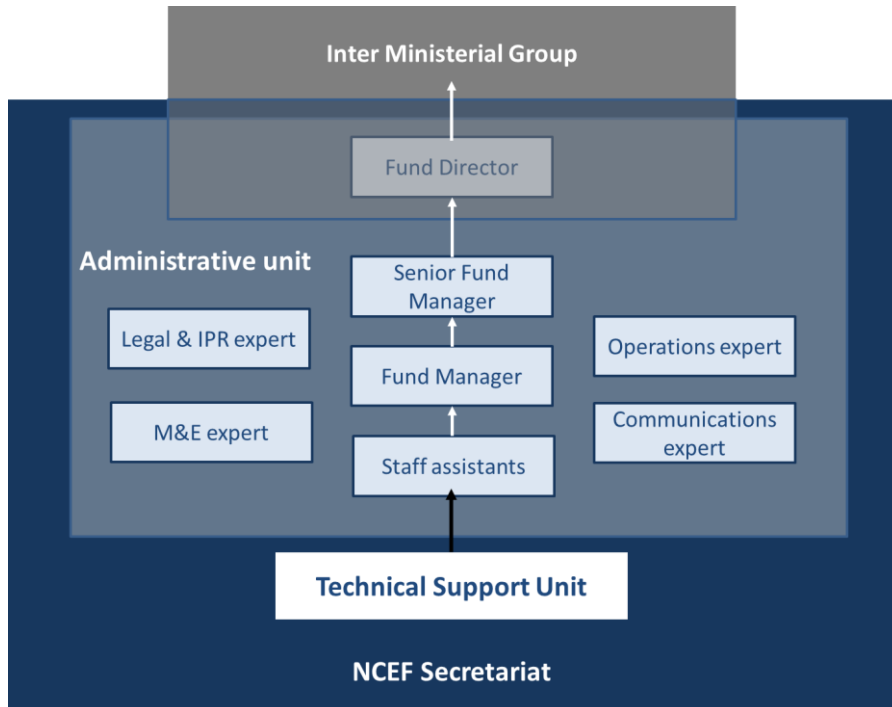 Inter Ministerial Group
Fund Director
Administrative unit
Senior Fund
Manager
Legal & IPR expert
Operations expert
Fund Manager
M&E expert
Communications
expert
Staff assistants
Technical Support Unit
NCEF Secretariat